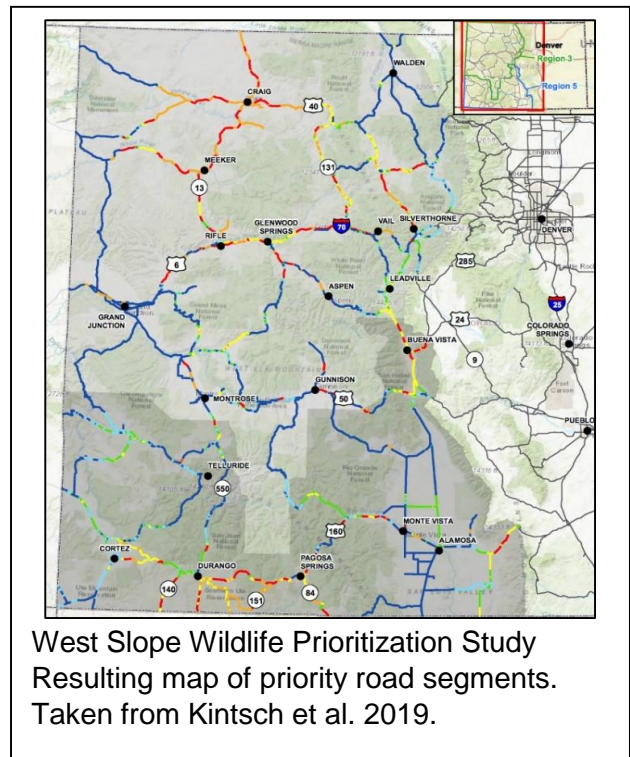 Denver
Region 3
Region 5
WALDEN
CRAIG
40
MEEKER
131
13
GLENWOOD
SPRINGS
VAIL
SILVERTHORNE
RIFLE
70
DENVER
6
285
ASPEN
LEADVILLE
25
GRAND
JUNCTION
24
COLORADO
SPRINGS
BUENA VISTA
9
GUNNISON
MONTROSE
50
PUEBLO
TELLURIDE
550
MONTE VISTA
160
CORTEZ
PAGOSA
SPRINGS
ALAMOSA
DURANGO
140
151
84
West Slope Wildlife Prioritization Study
Resulting map of priority road segments.
Taken from Kintsch et al. 2019.